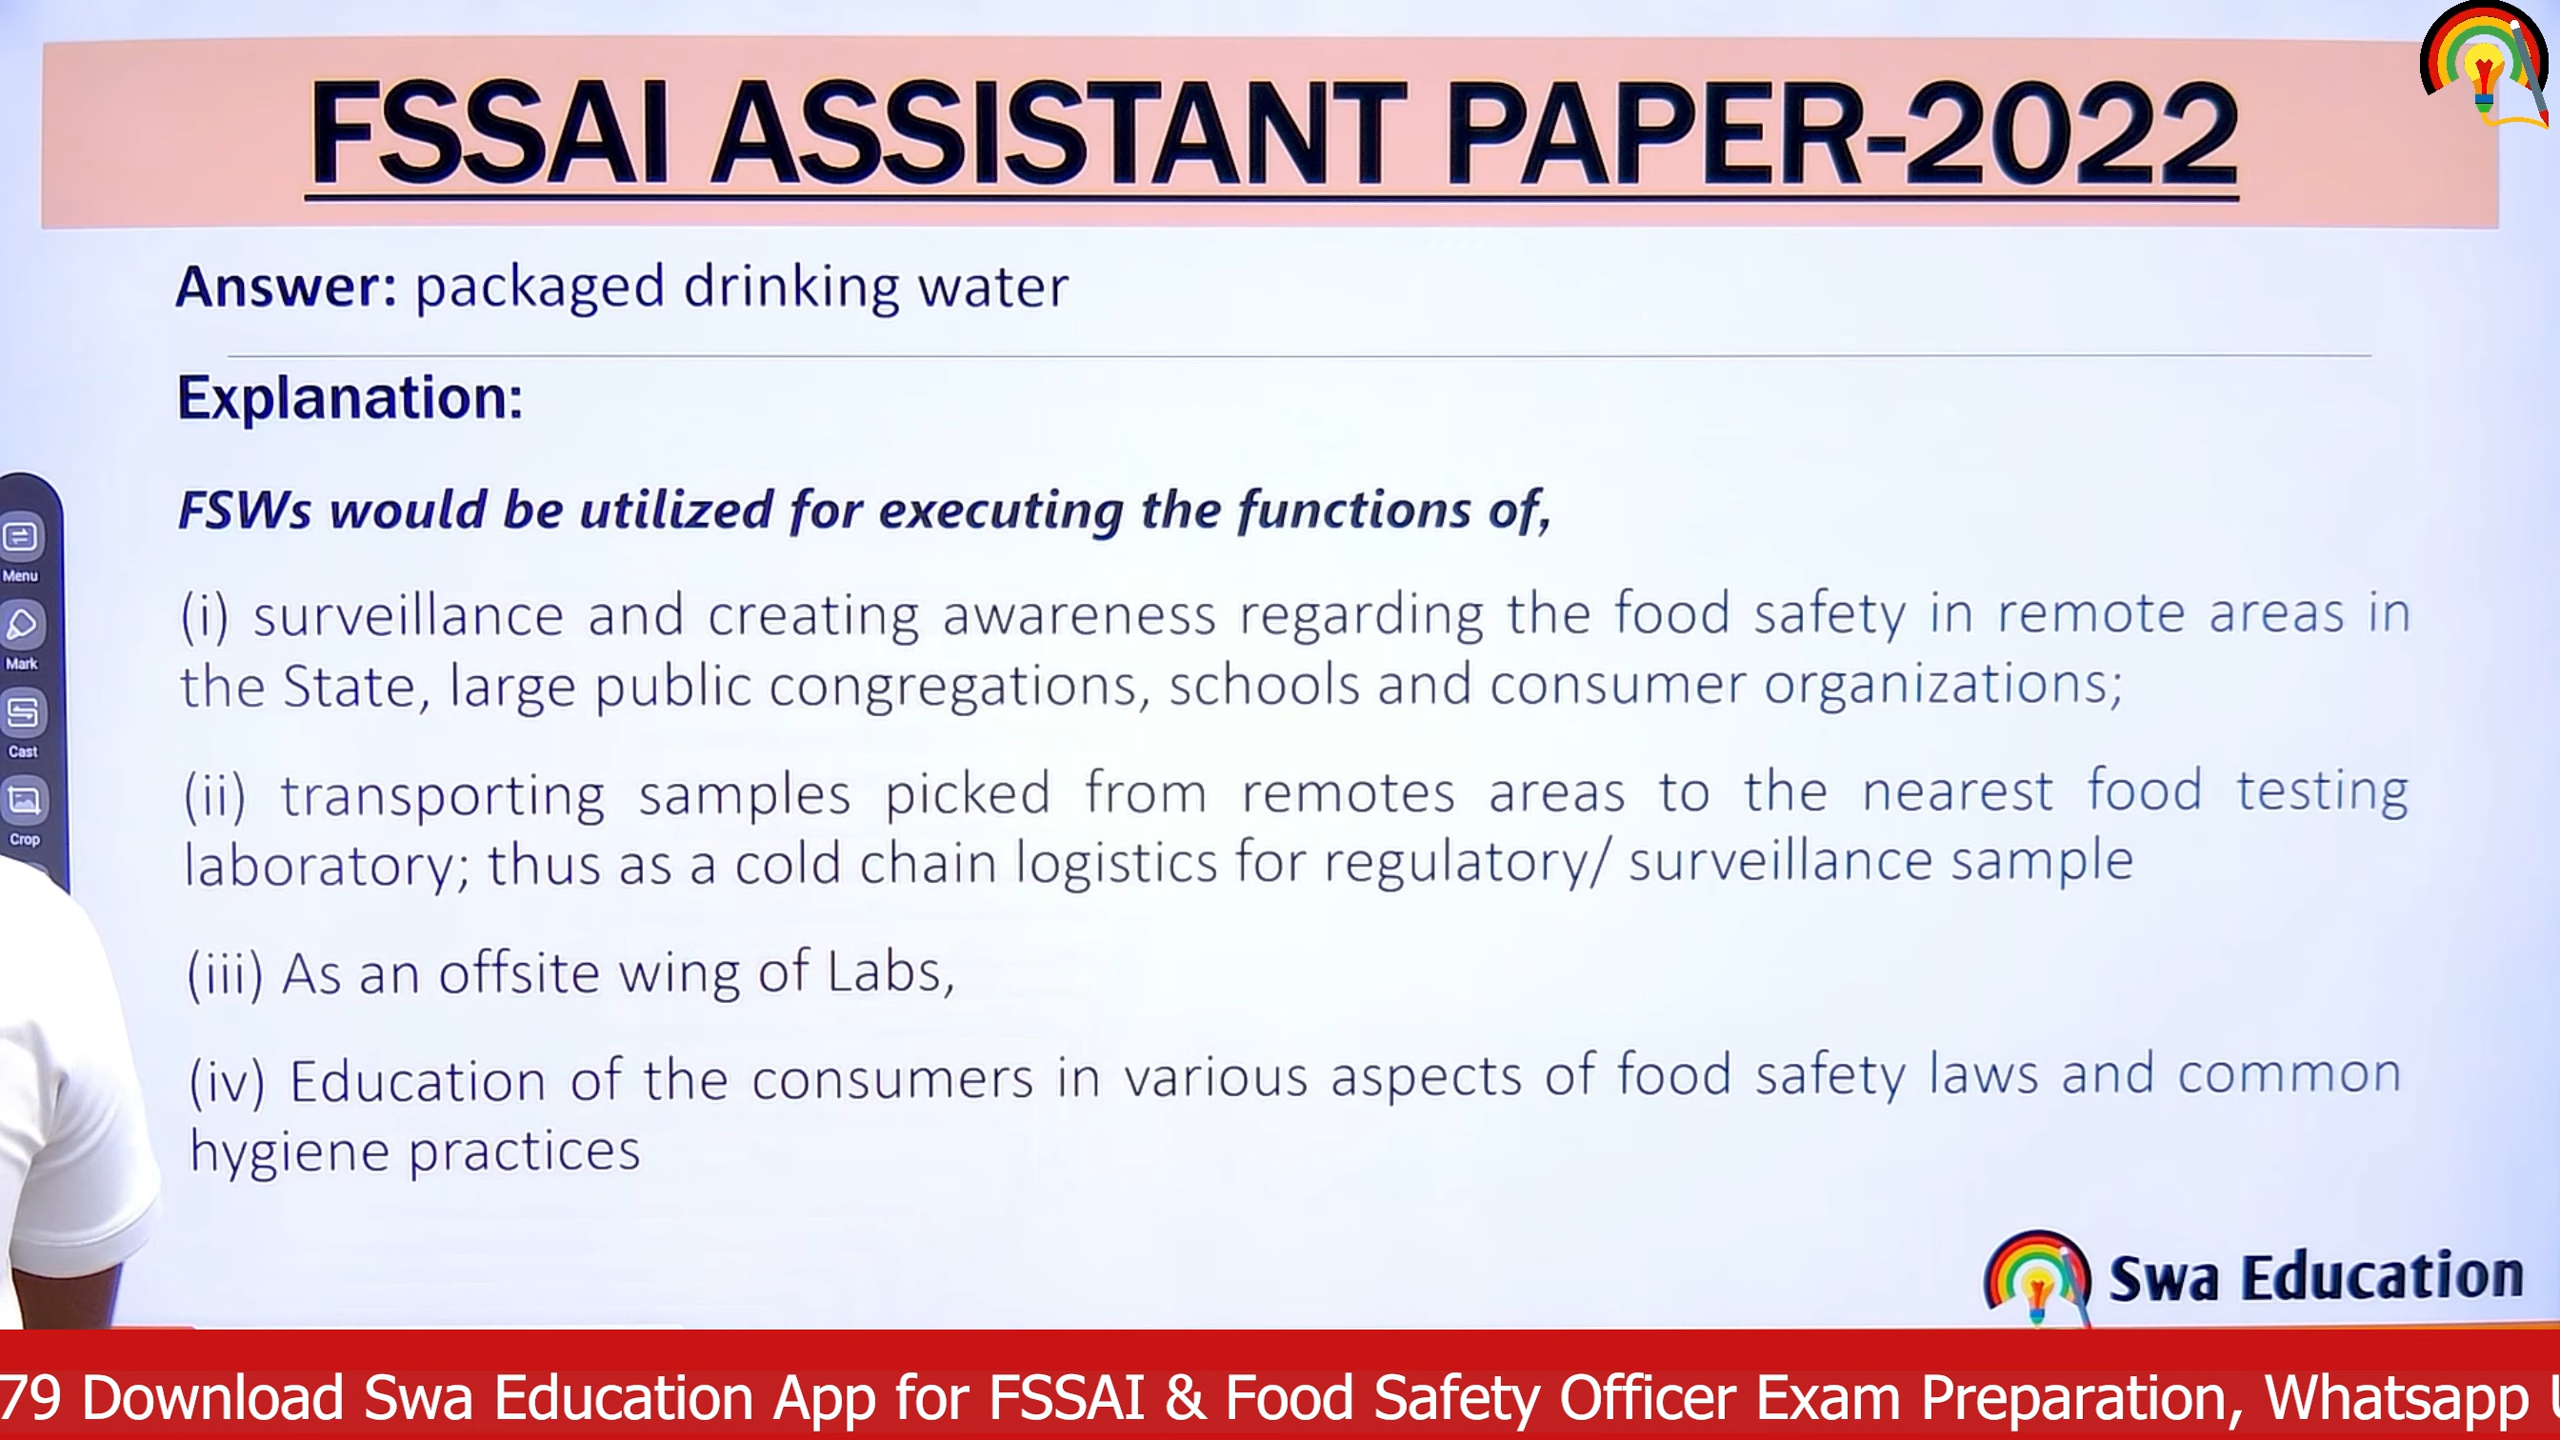 FSSAI ASSISTANT PAPER-2022
Answer: packaged drinking water
Explanation:
FSWs would be utilized for executing the functions of,
(i) surveillance and creating awareness regarding the food safety in remote areas in
the State, large public congregations, schools and consumer organizations;
(ii) transporting samples picked from remotes areas to the nearest food testing
laboratory; thus as a cold chain logistics for regulatory/ surveillance sample
(iii) As an offsite wing of Labs,
(iv) Education of the consumers in various aspects of food safety laws and common
hygiene practices
Menu
Mark
Cast
Crop
Swa Education
79 Download Swa Education App for FSSAI & Food Safety Officer Exam Preparation, Whatsapp